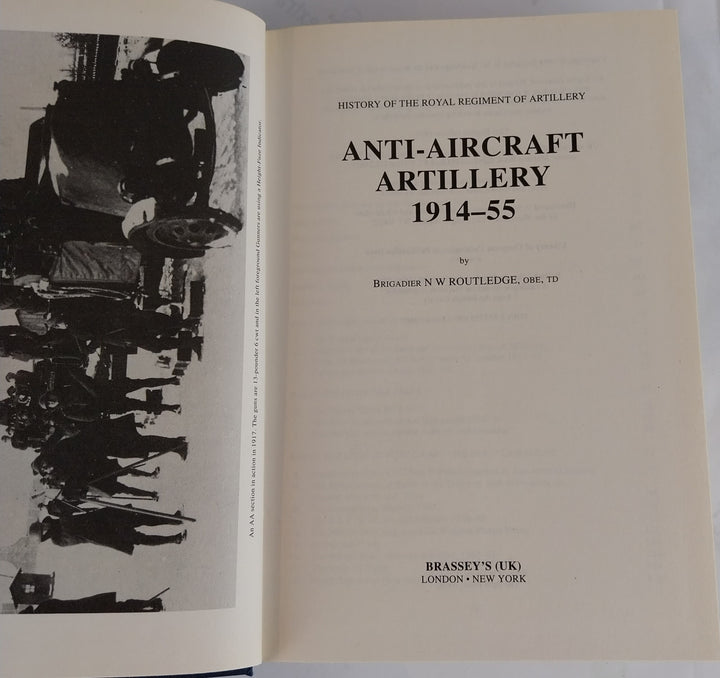 An AA section in action in 1917. The guns are 13-pounder 6 cwt and in the left foreground Gunners are using a Height/Fuze Indicator.
HISTORY OF THE ROYAL REGIMENT OF ARTILLERY
ANTI-AIRCRAFT
ARTILLERY
1914–55
by
BRIGADIER N W ROUTLEDGE, OBE, TD
BRASSEY'S (UK)
LONDON • NEW YORK